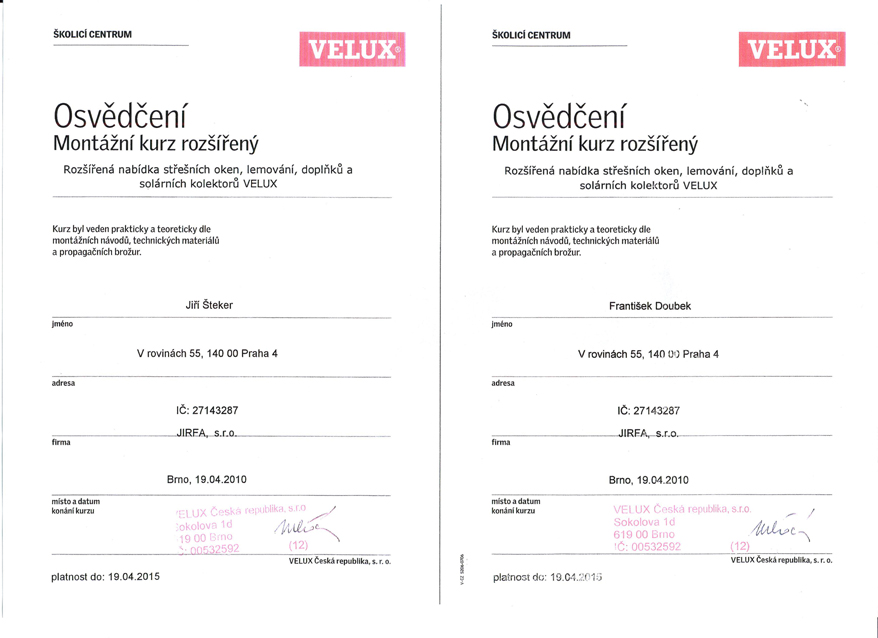 ŠKOLICÍ CENTRUM
VELUX®
Osvědčení
Montážní kurz rozšířený
Rozšířená nabídka střešních oken, lemování, doplňků a
solárních kolektorů VELUX
Kurz byl veden prakticky a teoreticky dle
montážních návodů, technických materiálů
a propagačních brožur.
Jiří Šteker
jméno
V rovinách 55, 140 00 Praha 4
adresa
IČ: 27143287
JIRFA, s.r.o.
firma
Brno, 19.04.2010
místo a datum
konání kurzu
VELUX Česká republika, s.r.o
Sokolova 1d
19 00 Brno
IČ: 00532592
(12)
VELUX Česká republika, s. r. o.
platnost do: 19.04.2015
ŠKOLICÍ CENTRUM
VELUX®
Osvědčení
Montážní kurz rozšířený
Rozšířená nabídka střešních oken, lemování, doplňků a
solárních kolektorů VELUX
Kurz byl veden prakticky a teoreticky dle
montážních návodů, technických materiálů
a propagačních brožur.
František Doubek
jméno
V rovinách 55, 140 00 Praha 4
adresa
IČ: 27143287
JIRFA, s.r.o.
firma
Brno, 19.04.2010
místo a datum
konání kurzu
VELUX Česká republika, s.r.o.
Sokolova 1d
619 00 Brno
IČ: 00532592
(12)
VELUX Česká republika, s. r. o.
platnost do: 19.04.2015